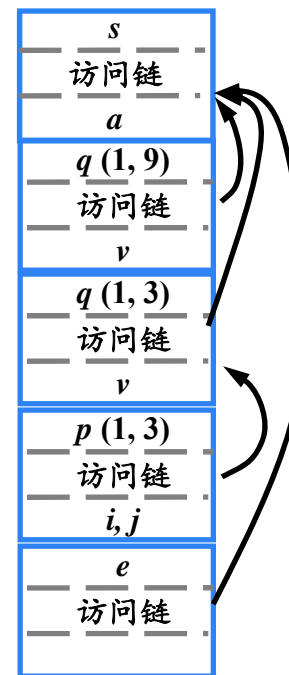 s
访问链
a
q (1, 9)
访问链
v
q (1, 3)
访问链
v
p (1, 3)
访问链
i, j
e
访问链